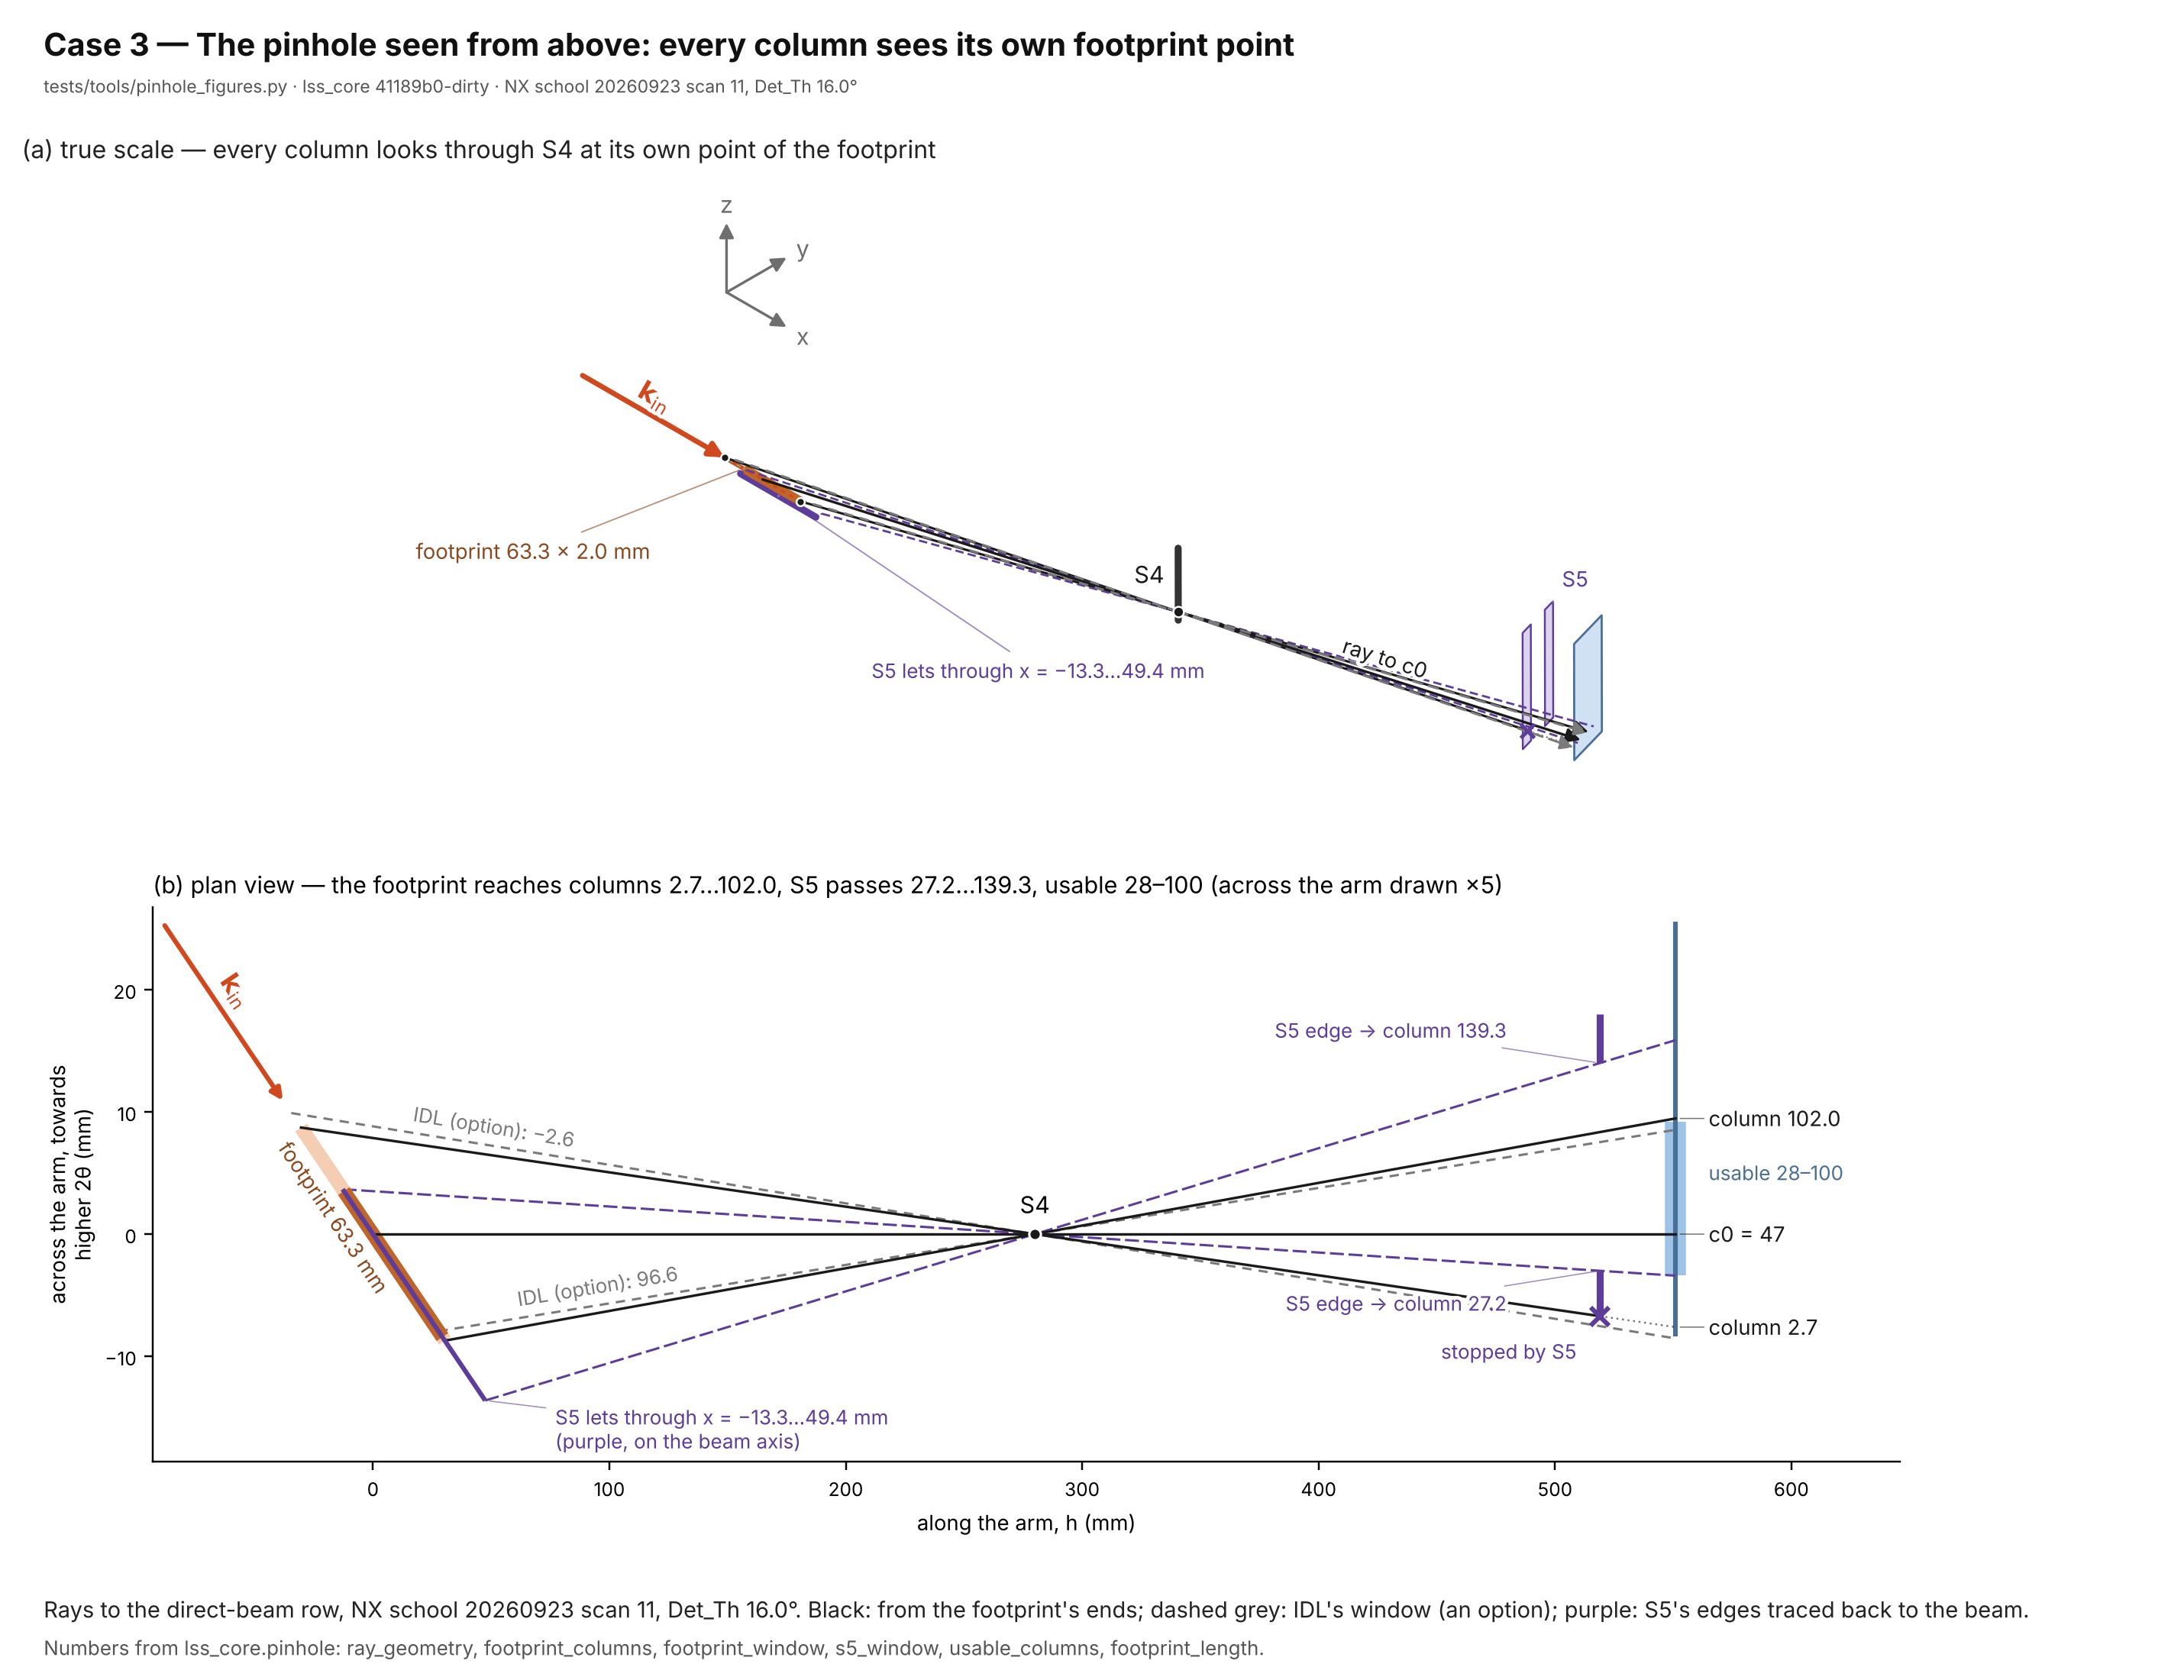 Case 3 — The pinhole seen from above: every column sees its own footprint point
tests/tools/pinhole_figures.py · lss_core 41189b0-dirty · NX school 20260923 scan 11, Det_Th 16.0°
(a) true scale — every column looks through S4 at its own point of the footprint
z
y
x
k_in
footprint 63.3 × 2.0 mm
S4
S5
ray to c0
S5 lets through x = −13.3…49.4 mm
(b) plan view — the footprint reaches columns 2.7…102.0, S5 passes 27.2…139.3, usable 28–100 (across the arm drawn ×5)
k_in
20
10
0
−10
across the arm, towards
higher 2θ (mm)
S5 edge → column 139.3
IDL (option): −2.6
column 102.0
footprint 63.3 mm
usable 28–100
S4
c0 = 47
IDL (option): 96.6
S5 edge → column 27.2
column 2.7
stopped by S5
S5 lets through x = −13.3…49.4 mm
(purple, on the beam axis)
0
100
200
300
400
500
600
along the arm, h (mm)
Rays to the direct-beam row, NX school 20260923 scan 11, Det_Th 16.0°. Black: from the footprint's ends; dashed grey: IDL's window (an option); purple: S5's edges traced back to the beam.
Numbers from lss_core.pinhole: ray_geometry, footprint_columns, footprint_window, s5_window, usable_columns, footprint_length.